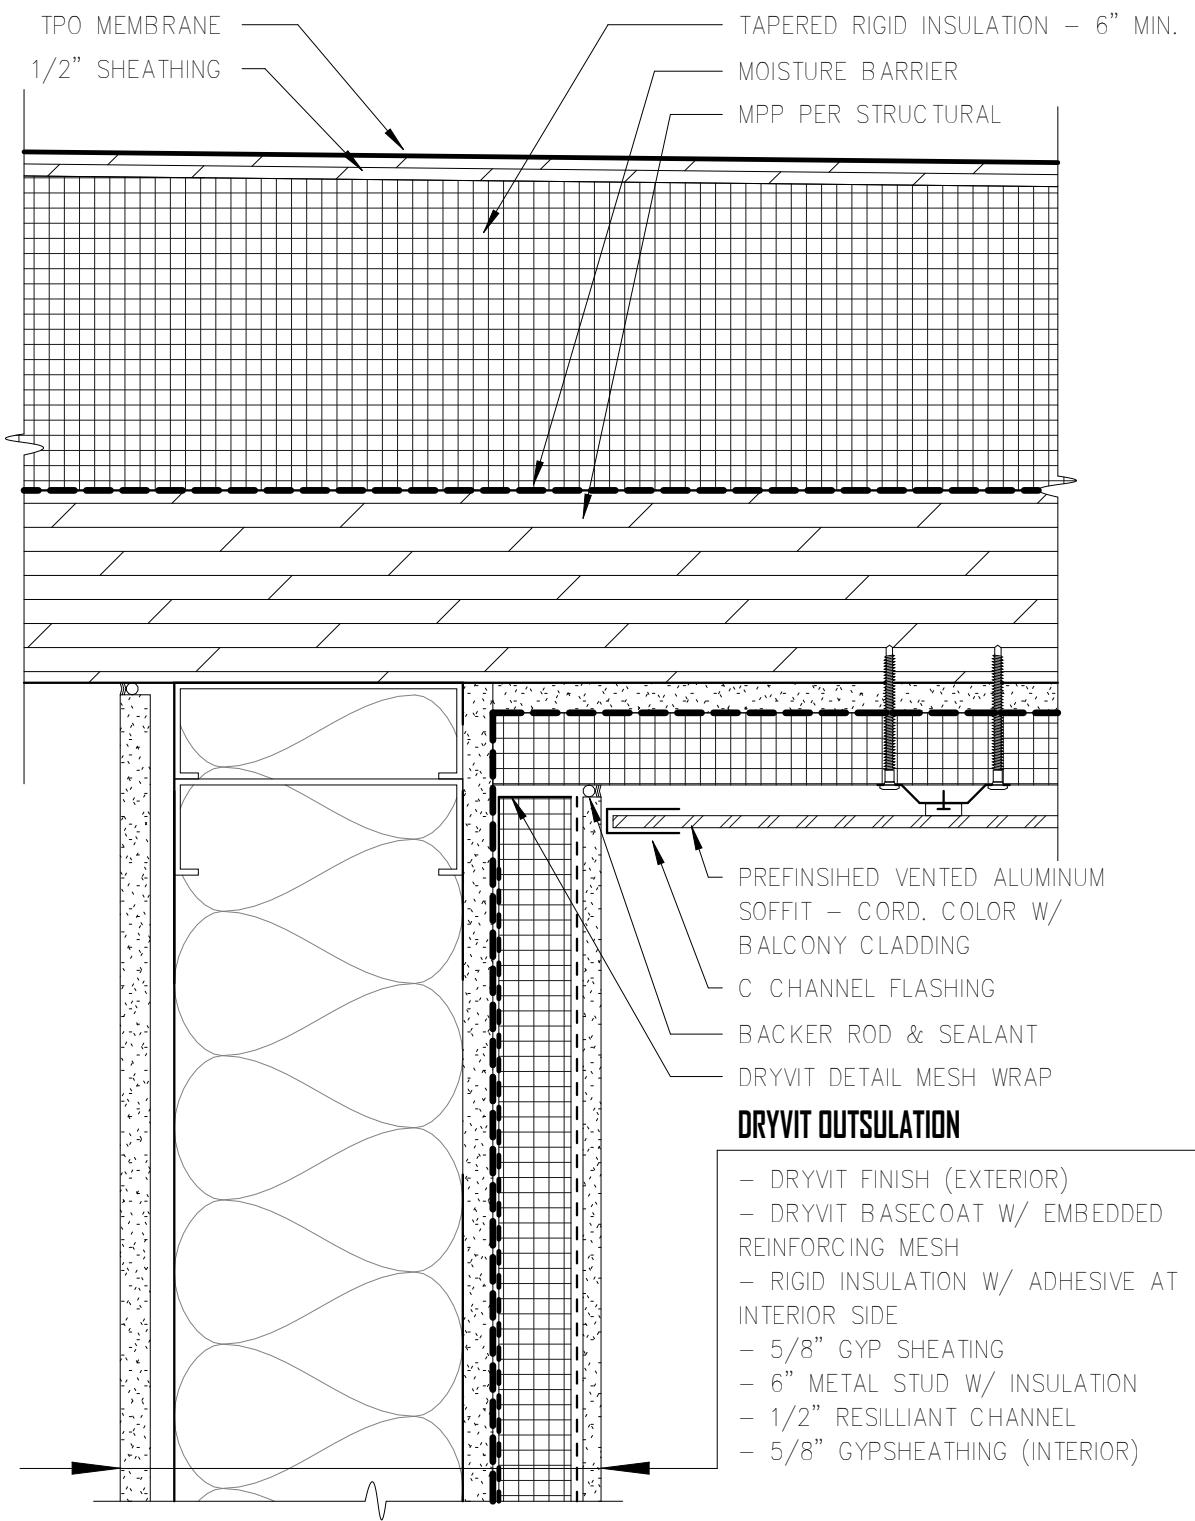 TPO MEMBRANE
1/2” SHEATHING
TAPERED RIGID INSULATION – 6” MIN.
MOISTURE BARRIER
MPP PER STRUCTURAL
PREFINSIHED VENTED ALUMINUM
SOFFIT – CORD. COLOR W/
BALCONY CLADDING
C CHANNEL FLASHING
BACKER ROD & SEALANT
DRYVIT DETAIL MESH WRAP
DRYVIT OUTSULATION
– DRYVIT FINISH (EXTERIOR)
– DRYVIT BASECOAT W/ EMBEDDED
REINFORCING MESH
– RIGID INSULATION W/ ADHESIVE AT
INTERIOR SIDE
– 5/8” GYP SHEATING
– 6” METAL STUD W/ INSULATION
– 1/2” RESILLIANT CHANNEL
– 5/8” GYPSHEATHING (INTERIOR)